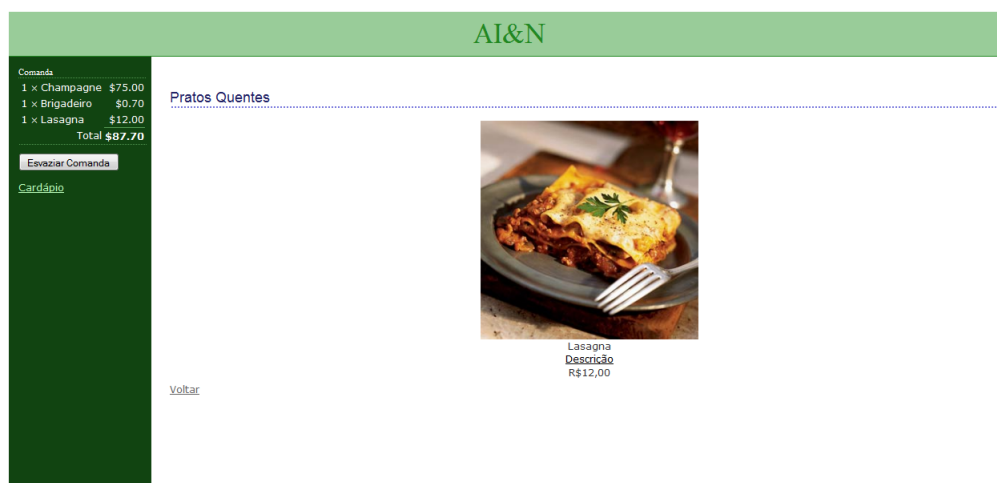 AI&N
Comanda
1 × Champagne $75.00
1 × Brigadeiro $0.70
1 × Lasagna $12.00
Total $87.70
Esvaziar Comanda
Cardápio
Pratos Quentes
Lasagna
Descrição
R$12,00
Voltar